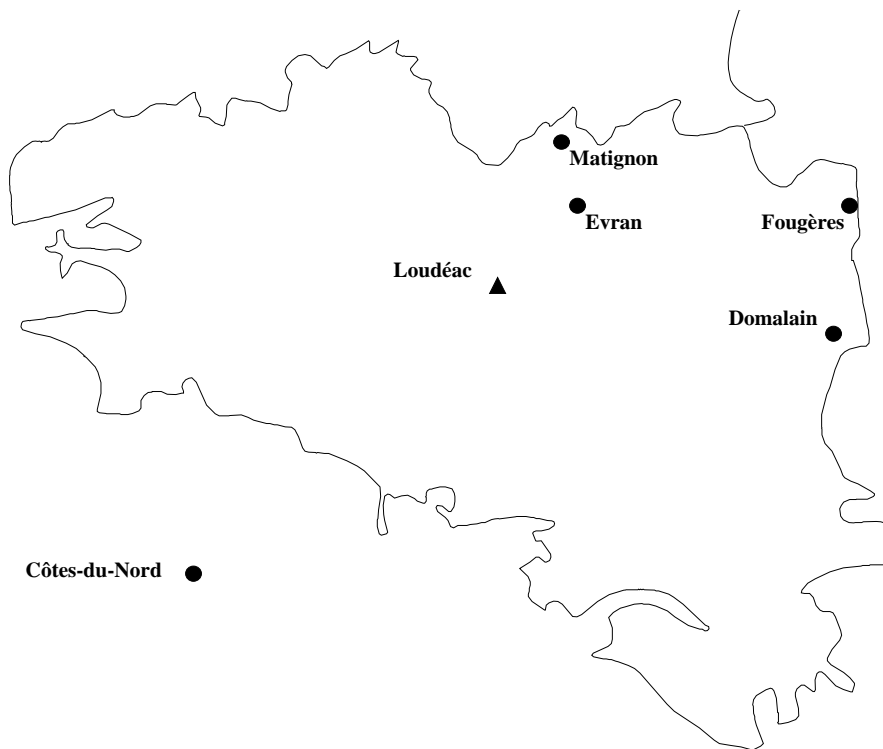 Matignon
Evran
Fougères
Loudéac
Domalain
Côtes-du-Nord